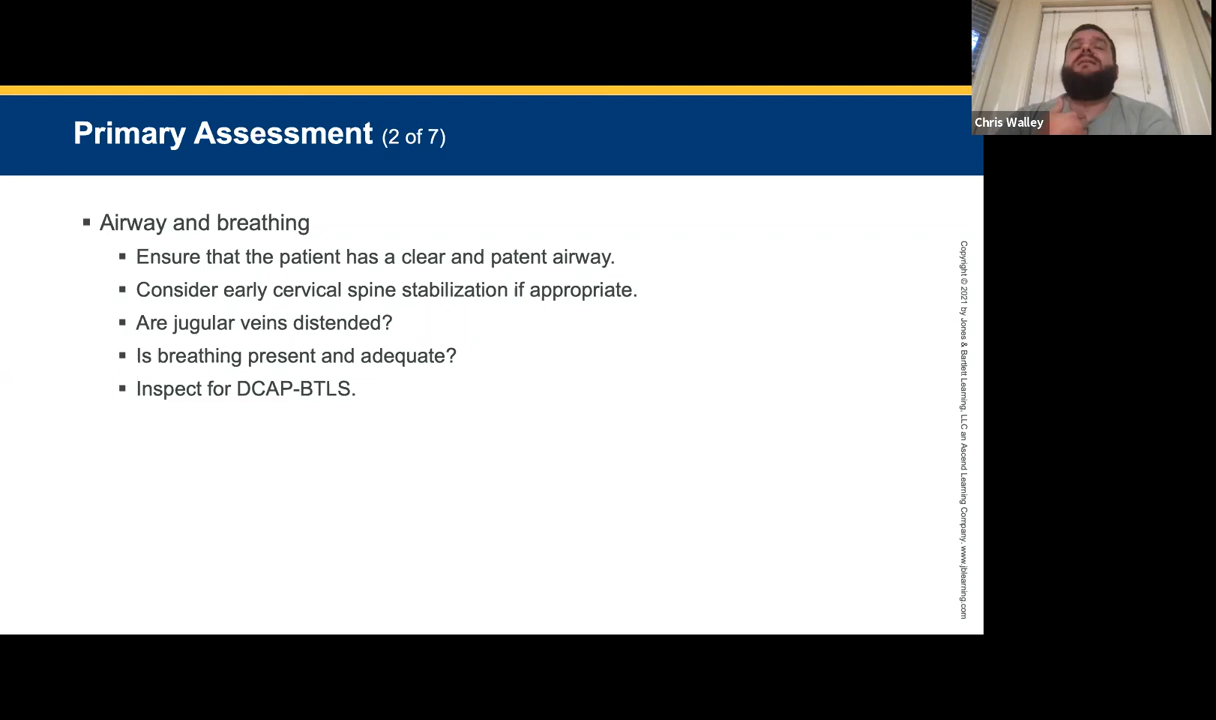 Primary Assessment (2 of 7)
▪ Airway and breathing
▪ Ensure that the patient has a clear and patent airway.
▪ Consider early cervical spine stabilization if appropriate.
▪ Are jugular veins distended?
▪ Is breathing present and adequate?
▪ Inspect for DCAP-BTLS.
Copyright © 2021 by Jones & Bartlett Learning, LLC an Ascend Learning Company. www.jblearning.com
Chris Walley